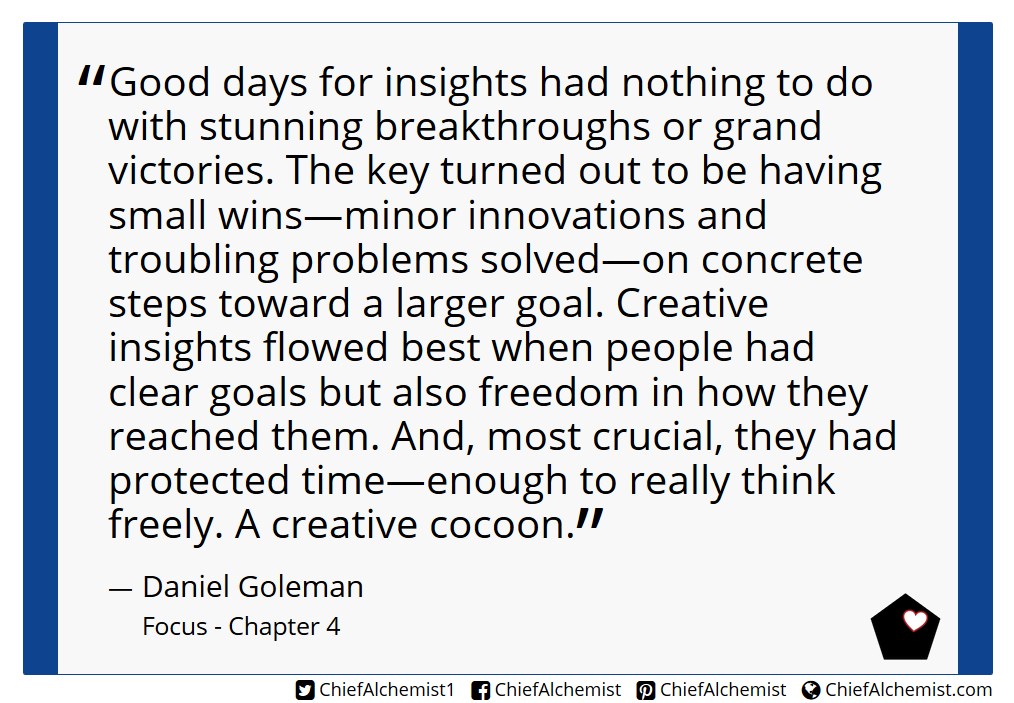 “Good days for insights had nothing to do
with stunning breakthroughs or grand
victories. The key turned out to be having
small wins—minor innovations and
troubling problems solved—on concrete
steps toward a larger goal. Creative
insights flowed best when people had
clear goals but also freedom in how they
reached them. And, most crucial, they had
protected time—enough to really think
freely. A creative cocoon.”
— Daniel Goleman
Focus - Chapter 4
ChiefAlchemist1 ChiefAlchemist ChiefAlchemist ChiefAlchemist.com